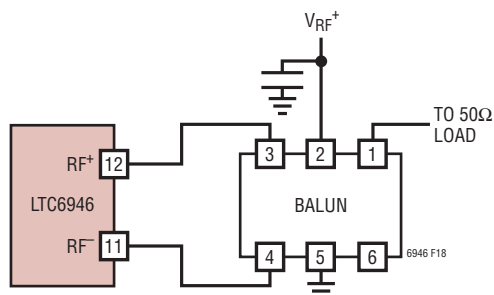 VRF+
TO 50Ω
LOAD
RF+
12
3
2
1
LTC6946
BALUN
RF−
11
4
5
6
6946 F18